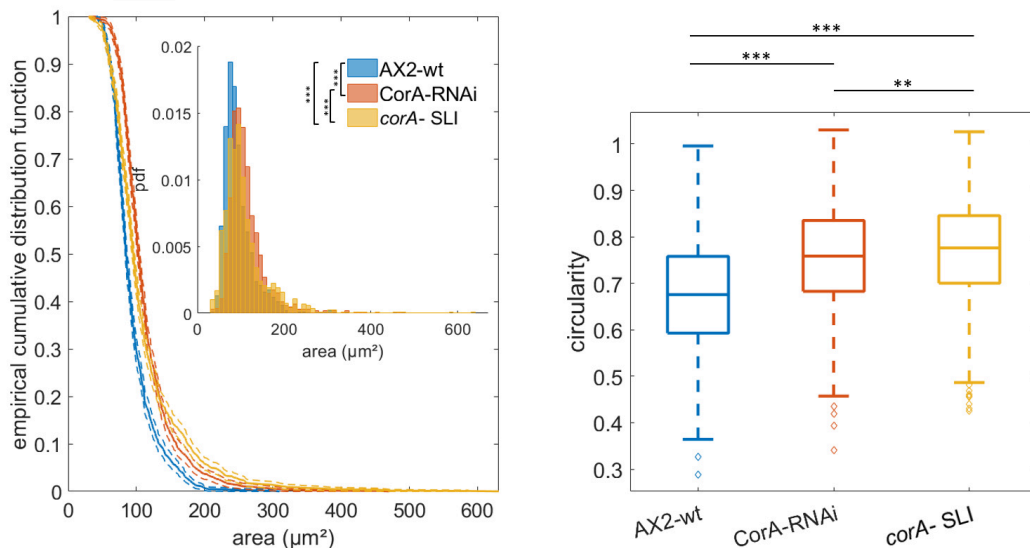 empirical cumulative distribution function
1
0.9
0.8
0.7
0.6
0.5
0.4
0.3
0.2
0.1
0
0 100 200 300 400 500 600
area (µm²)
pdf
0.02
0.015
0.01
0.005
0
0 200 400 600
area (µm²)
*** *** ***
AX2-wt
CorA-RNAi
corA- SLI
***
***
**
circularity
1
0.9
0.8
0.7
0.6
0.5
0.4
0.3
AX2-wt CorA-RNAi corA- SLI